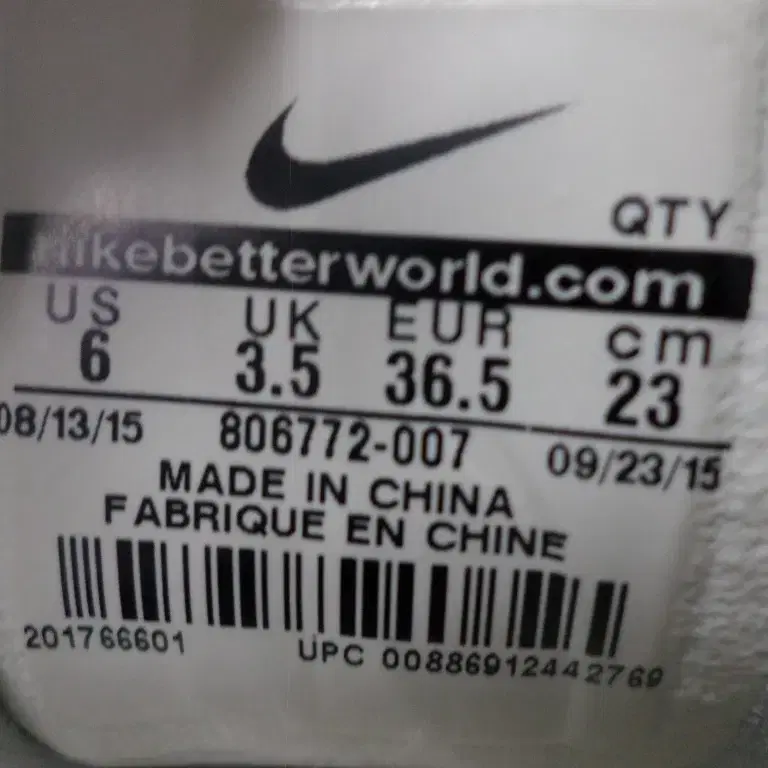 QTY
nikebetterworld.com
US UK EUR cm
6 3.5 36.5 23
08/13/15 806772-007 09/23/15
MADE IN CHINA
FABRIQUE EN CHINE
201766601 UPC 00886912442769